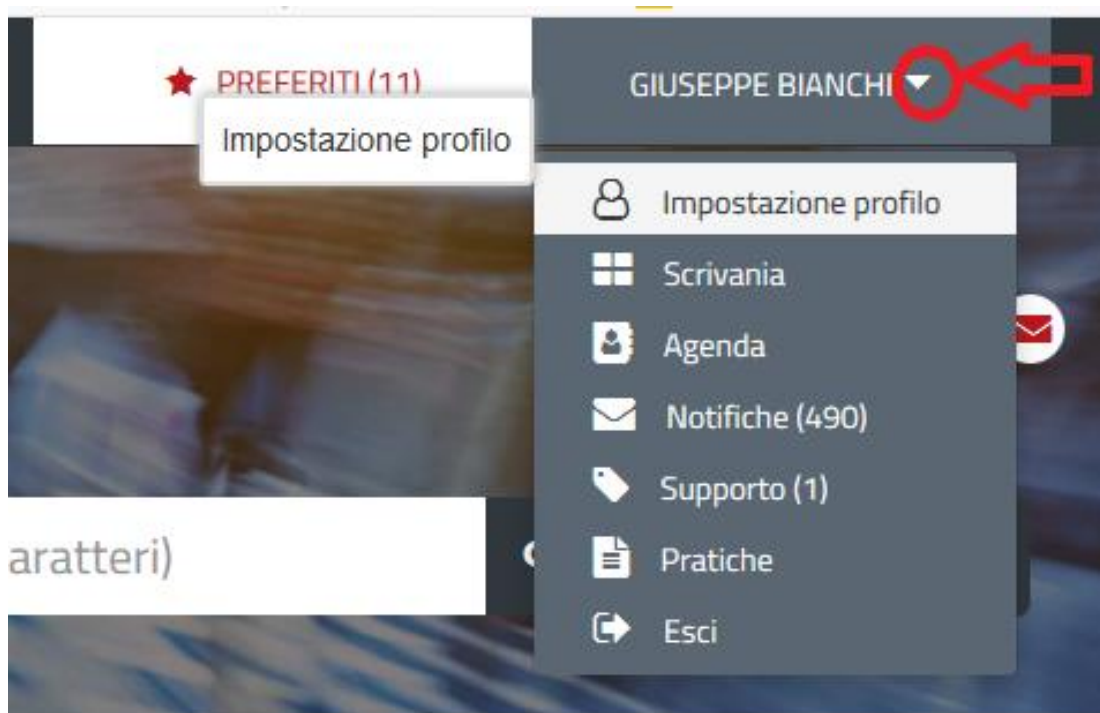 PREFERITI (11)
GIUSEPPE BIANCHI
Impostazione profilo
Impostazione profilo
Scrivania
Agenda
Notifiche (490)
Supporto (1)
aratteri)
Pratiche
Esci